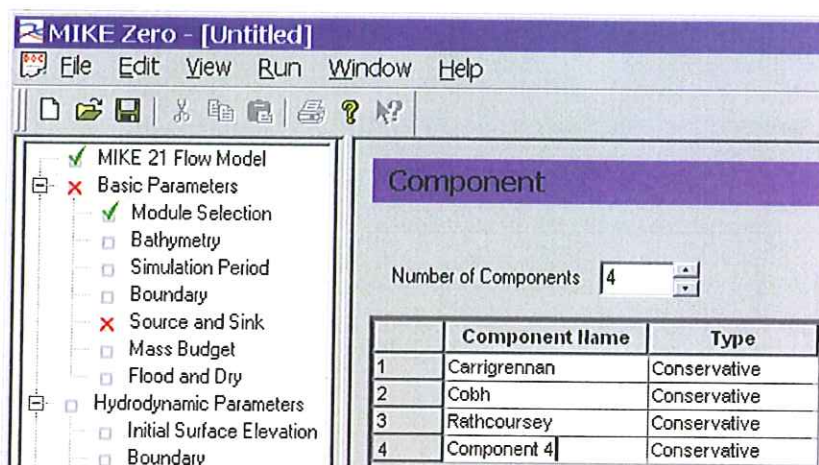 MIKE Zero - [Untitled]
File Edit View Run Window Help
MIKE 21 Flow Model
Basic Parameters
Module Selection
Bathymetry
Simulation Period
Boundary
Source and Sink
Mass Budget
Flood and Dry
Hydrodynamic Parameters
Initial Surface Elevation
Boundary
Component
Number of Components 4
Component Name Type
1 Carrigrennan Conservative
2 Cobh Conservative
3 Rathcoursey Conservative
4 Component 4 Conservative